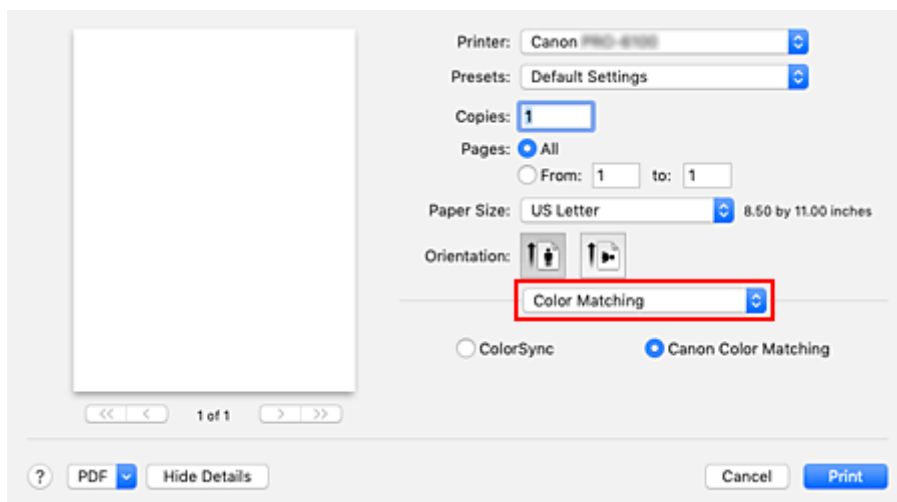 Printer: Canon
Presets: Default Settings
Copies: 1
Pages: All
From: 1 to: 1
Paper Size: US Letter 8.50 by 11.00 inches
Orientation:
Color Matching
ColorSync Canon Color Matching
1 of 1
? PDF Hide Details Cancel Print